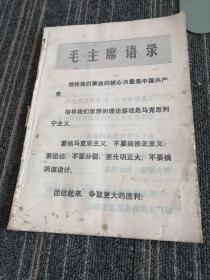 毛主席语录
领导我们事业的核心力量是中国共产
党。
指导我们思想的理论基础是马克思列
宁主义。
要搞马克思主义，不要搞修正主义；
要团结，不要分裂；要光明正大，不要搞
阴谋诡计。
团结起来，争取更大的胜利！